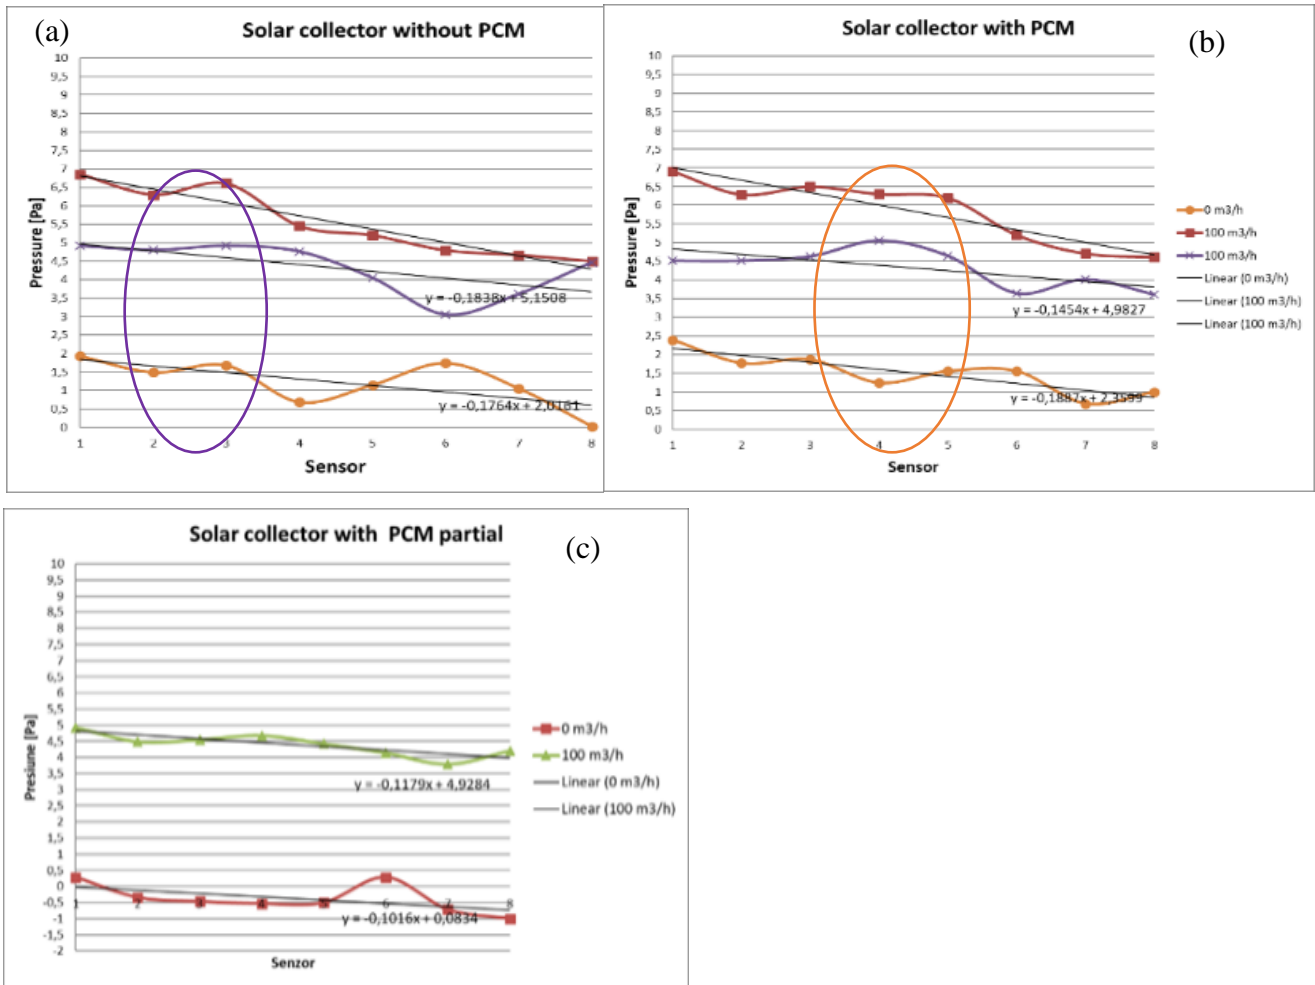 (a)
Solar collector without PCM
Pressure [Pa]
10
9,5
9
8,5
8
7,5
7
6,5
6
5,5
5
4,5
4
3,5
3
2,5
2
1,5
1
0,5
0
y = -0,1838x + 5,1508
y = -0,1764x + 2,0161
1 2 3 4 5 6 7 8
Sensor
Solar collector with PCM
(b)
Pressure [Pa]
10
9,5
9
8,5
8
7,5
7
6,5
6
5,5
5
4,5
4
3,5
3
2,5
2
1,5
1
0,5
0
y = -0,1454x + 4,9827
y = -0,1887x + 2,3599
1 2 3 4 5 6 7 8
Sensor
0 m3/h
100 m3/h
100 m3/h
Linear (0 m3/h)
Linear (100 m3/h)
Linear (100 m3/h)
Solar collector with PCM partial
(c)
Presiune [Pa]
10
9,5
9
8,5
8
7,5
7
6,5
6
5,5
5
4,5
4
3,5
3
2,5
2
1,5
1
0,5
0
-0,5
-1
-1,5
-2
y = -0,1179x + 4,9284
1 2 3 4 5 6 7 8
y = -0,1016x + 0,0834
Senzor
0 m3/h
100 m3/h
Linear (0 m3/h)
Linear (100 m3/h)